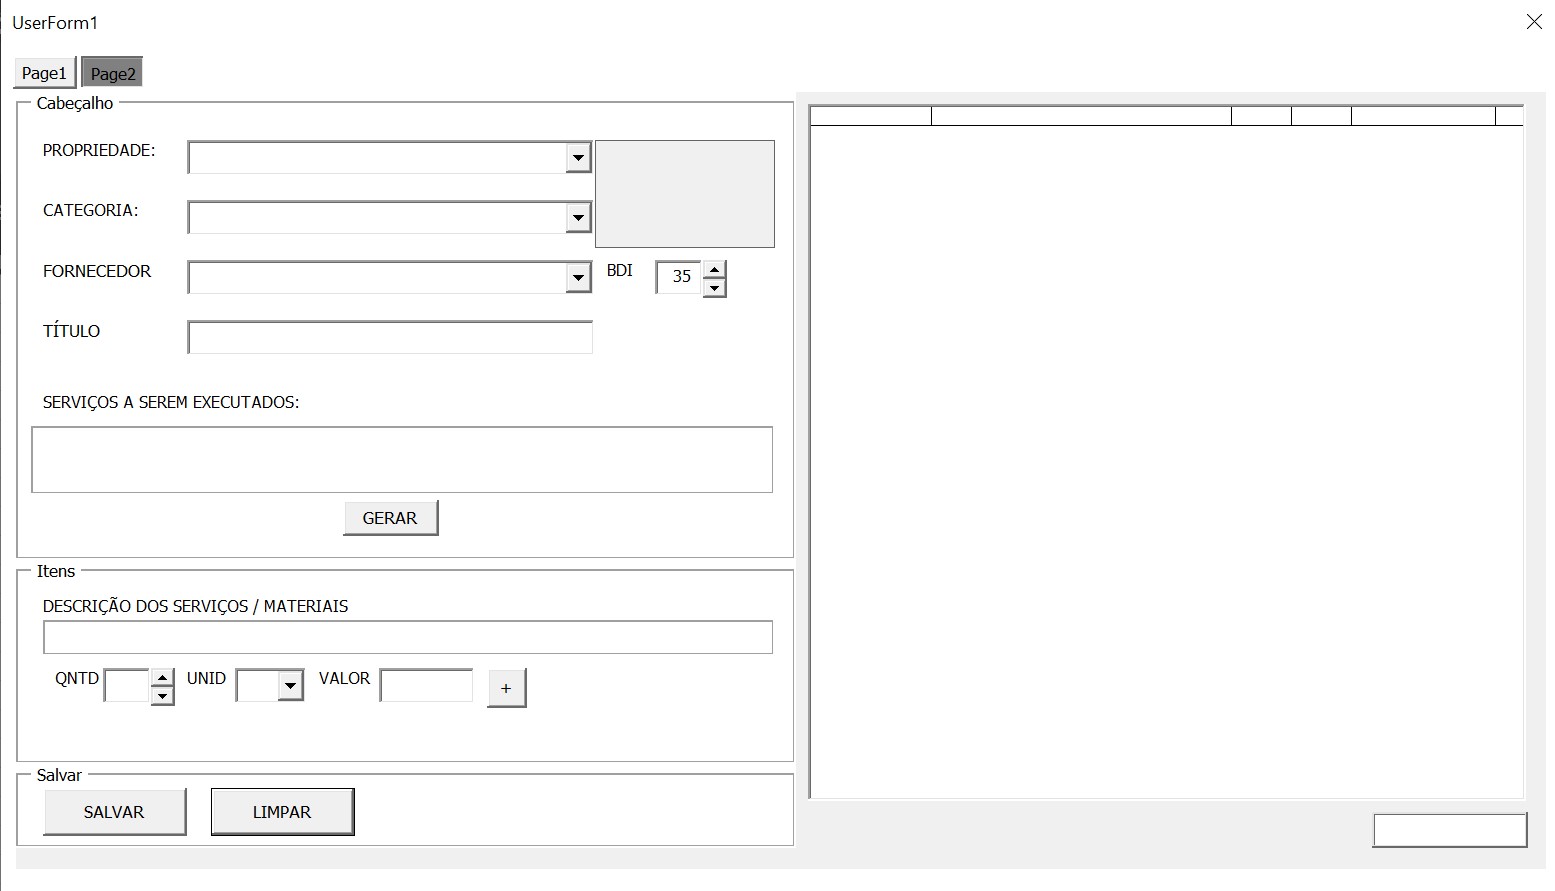 UserForm1
Page1 Page2
Cabeçalho
PROPRIEDADE:
CATEGORIA:
FORNECEDOR
BDI 35
TÍTULO
SERVIÇOS A SEREM EXECUTADOS:
GERAR
Itens
DESCRIÇÃO DOS SERVIÇOS / MATERIAIS
QNTD UNID VALOR +
Salvar
SALVAR LIMPAR